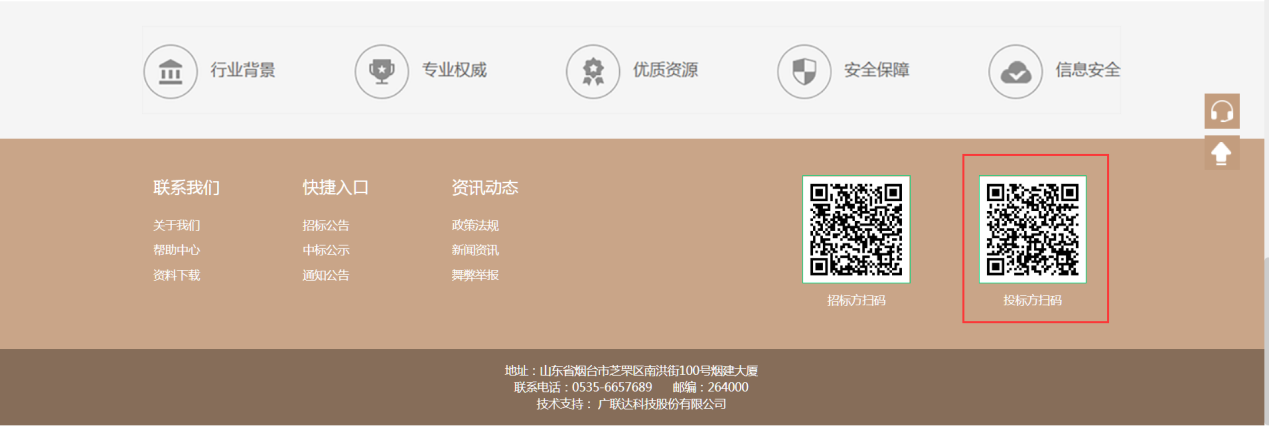 行业背景
专业权威
优质资源
安全保障
信息安全
联系我们
关于我们
帮助中心
资料下载
快捷入口
招标公告
中标公示
通知公告
资讯动态
政策法规
新闻资讯
舞弊举报
招标方扫码
投标方扫码
地址：山东省烟台市芝罘区南洪街100号烟建大厦
联系电话：0535-6657689 邮编：264000
技术支持： 广联达科技股份有限公司